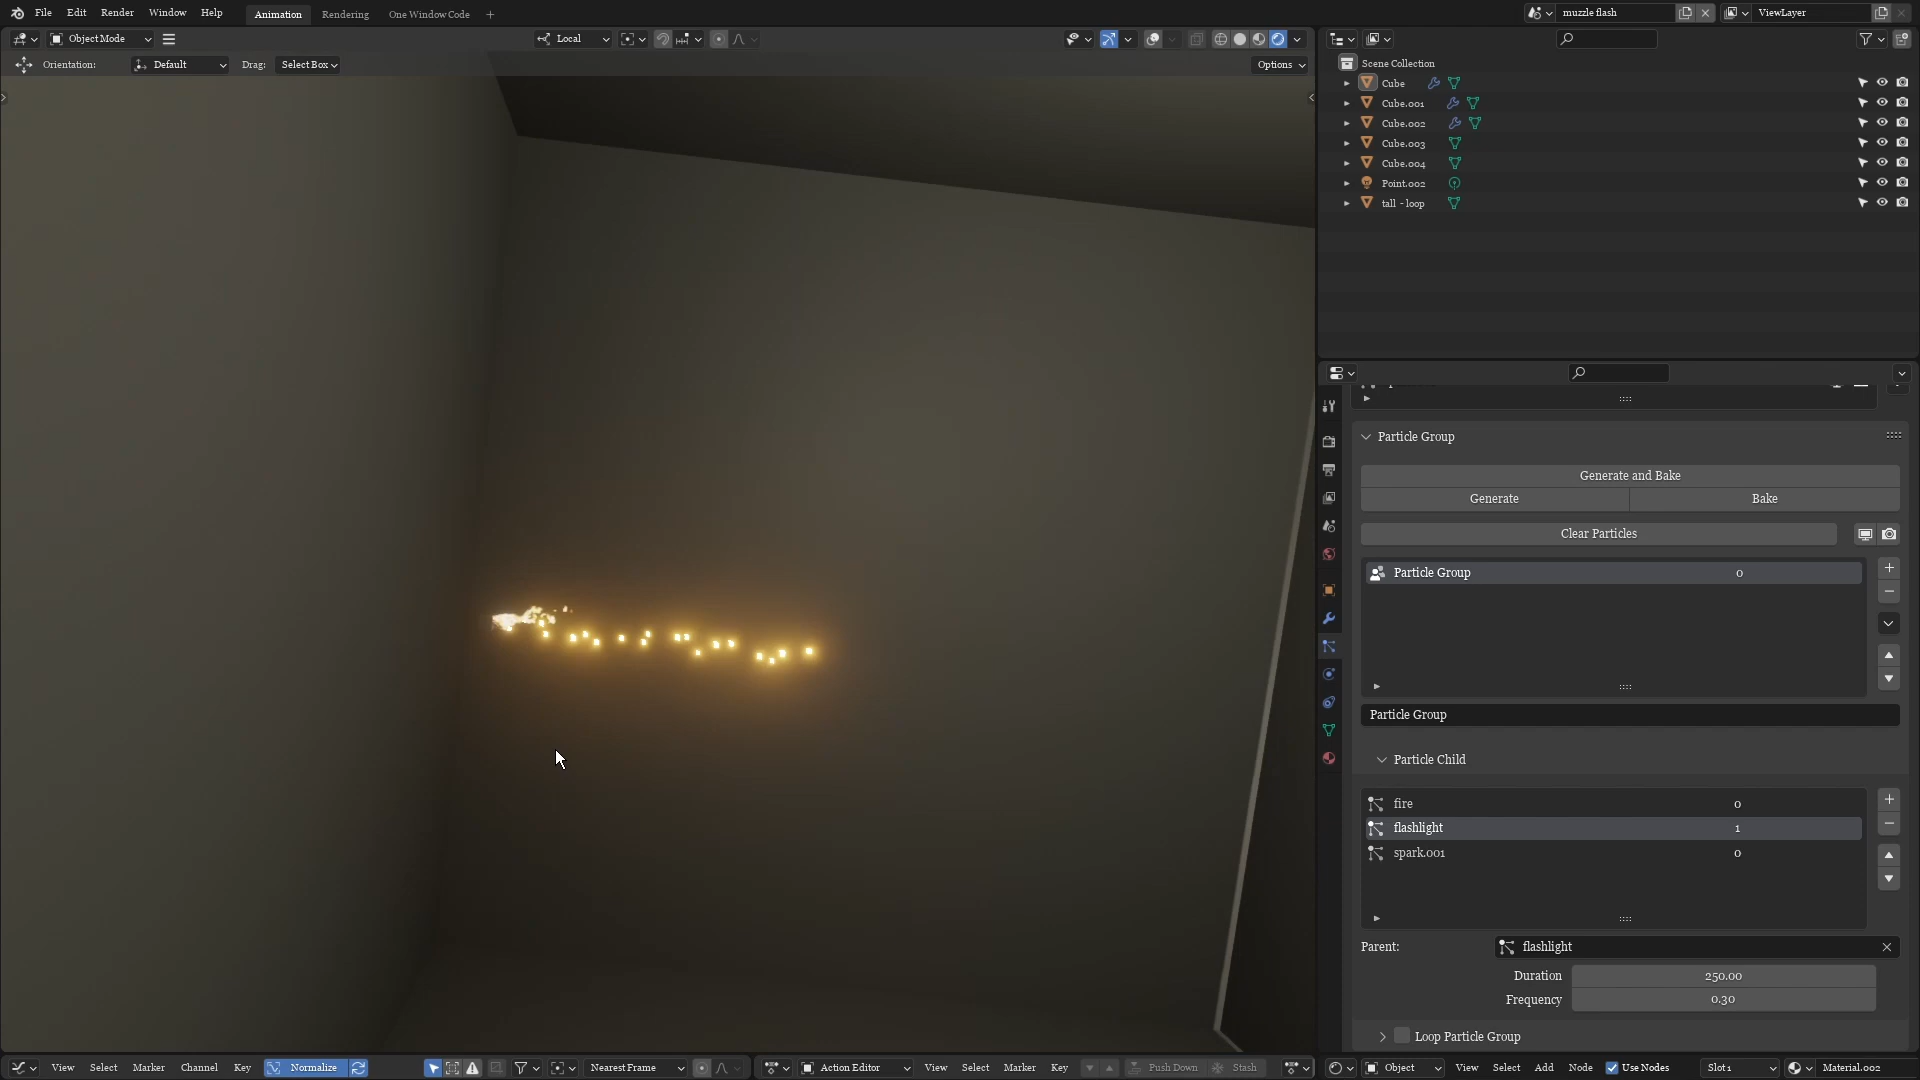 File Edit Render Window Help Animation Rendering One Window Code + muzzle flash ViewLayer
Object Mode Local
Orientation: Default Drag: Select Box Options
Scene Collection
Cube
Cube.001
Cube.002
Cube.003
Cube.004
Point.002
tall - loop
Particle Group
Generate and Bake
Generate Bake
Clear Particles
Particle Group 0
Particle Group
Particle Child
fire 0
flashlight 1
spark.001 0
Parent: flashlight
Duration 250.00
Frequency 0.30
Loop Particle Group
View Select Marker Channel Key Normalize Nearest Frame Action Editor View Select Marker Key Push Down Stash Object View Select Add Node Use Nodes Slot 1 Material.002